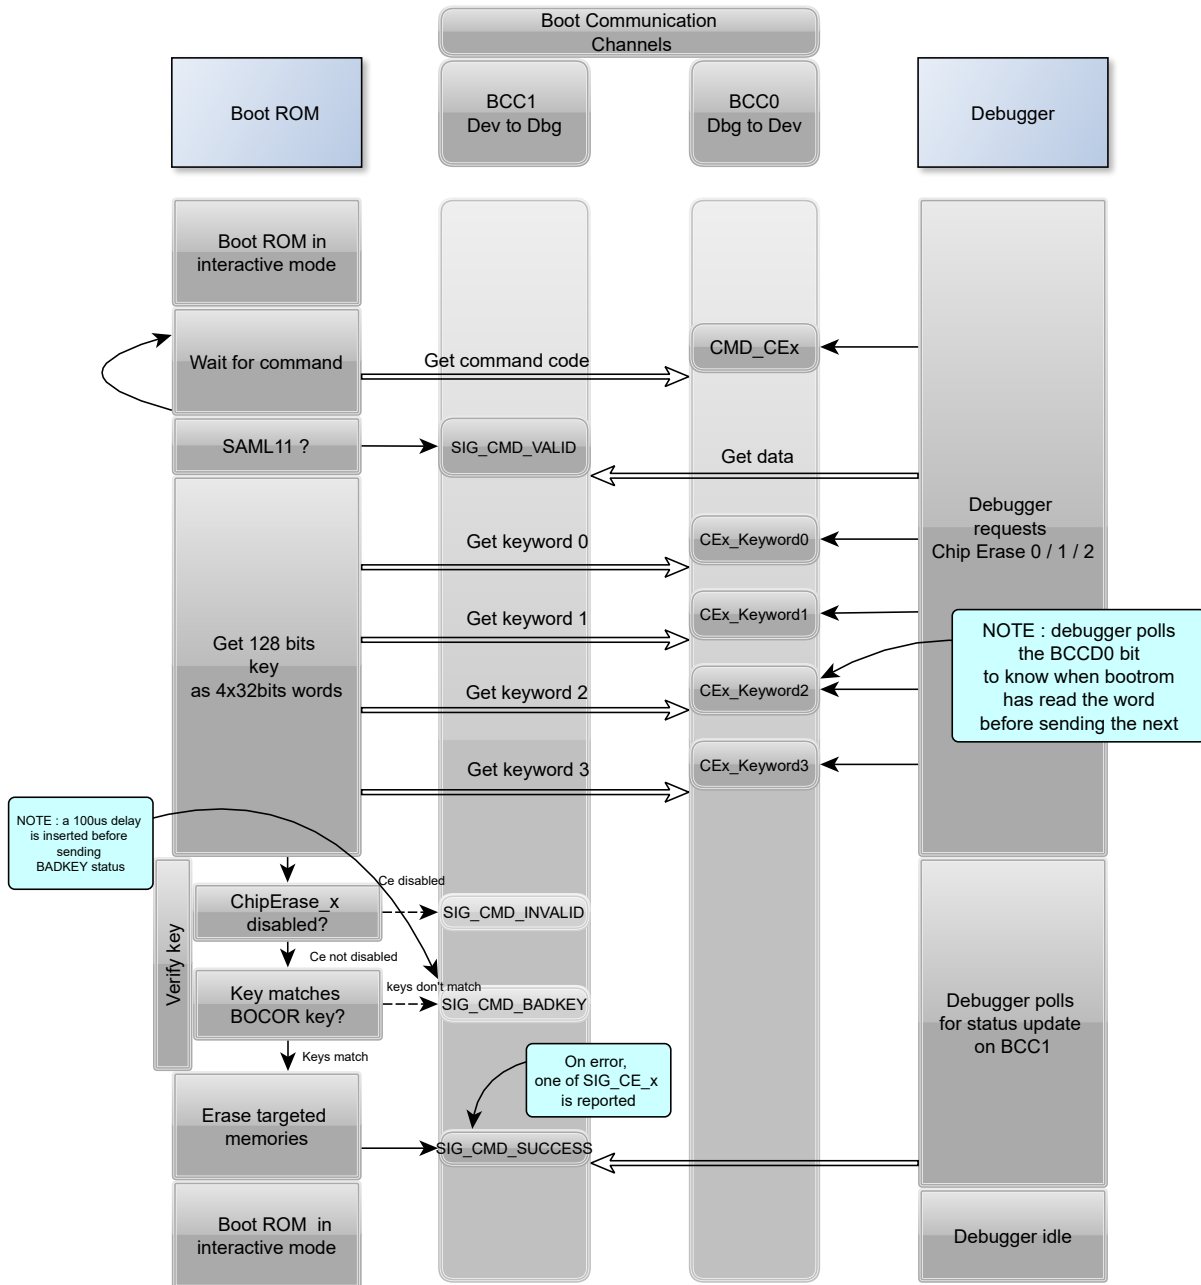 Boot Communication
Channels
Boot ROM
BCC1
Dev to Dbg
BCC0
Dbg to Dev
Debugger
Boot ROM in
interactive mode
Wait for command
Get command code
CMD_CEx
SAML11 ?
SIG_CMD_VALID
Get data
Debugger
requests
Chip Erase 0 / 1 / 2
Get keyword 0
CEx_Keyword0
Get keyword 1
CEx_Keyword1
Get 128 bits
key
as 4x32bits words
NOTE : debugger polls
the BCCD0 bit
to know when bootrom
has read the word
before sending the next
Get keyword 2
CEx_Keyword2
Get keyword 3
CEx_Keyword3
NOTE : a 100us delay
is inserted before
sending
BADKEY status
Verify key
ChipErase_x
disabled?
Ce disabled
SIG_CMD_INVALID
Ce not disabled
Key matches
BOCOR key?
keys don't match
SIG_CMD_BADKEY
Debugger polls
for status update
on BCC1
Keys match
On error,
one of SIG_CE_x
is reported
Erase targeted
memories
SIG_CMD_SUCCESS
Boot ROM in
interactive mode
Debugger idle